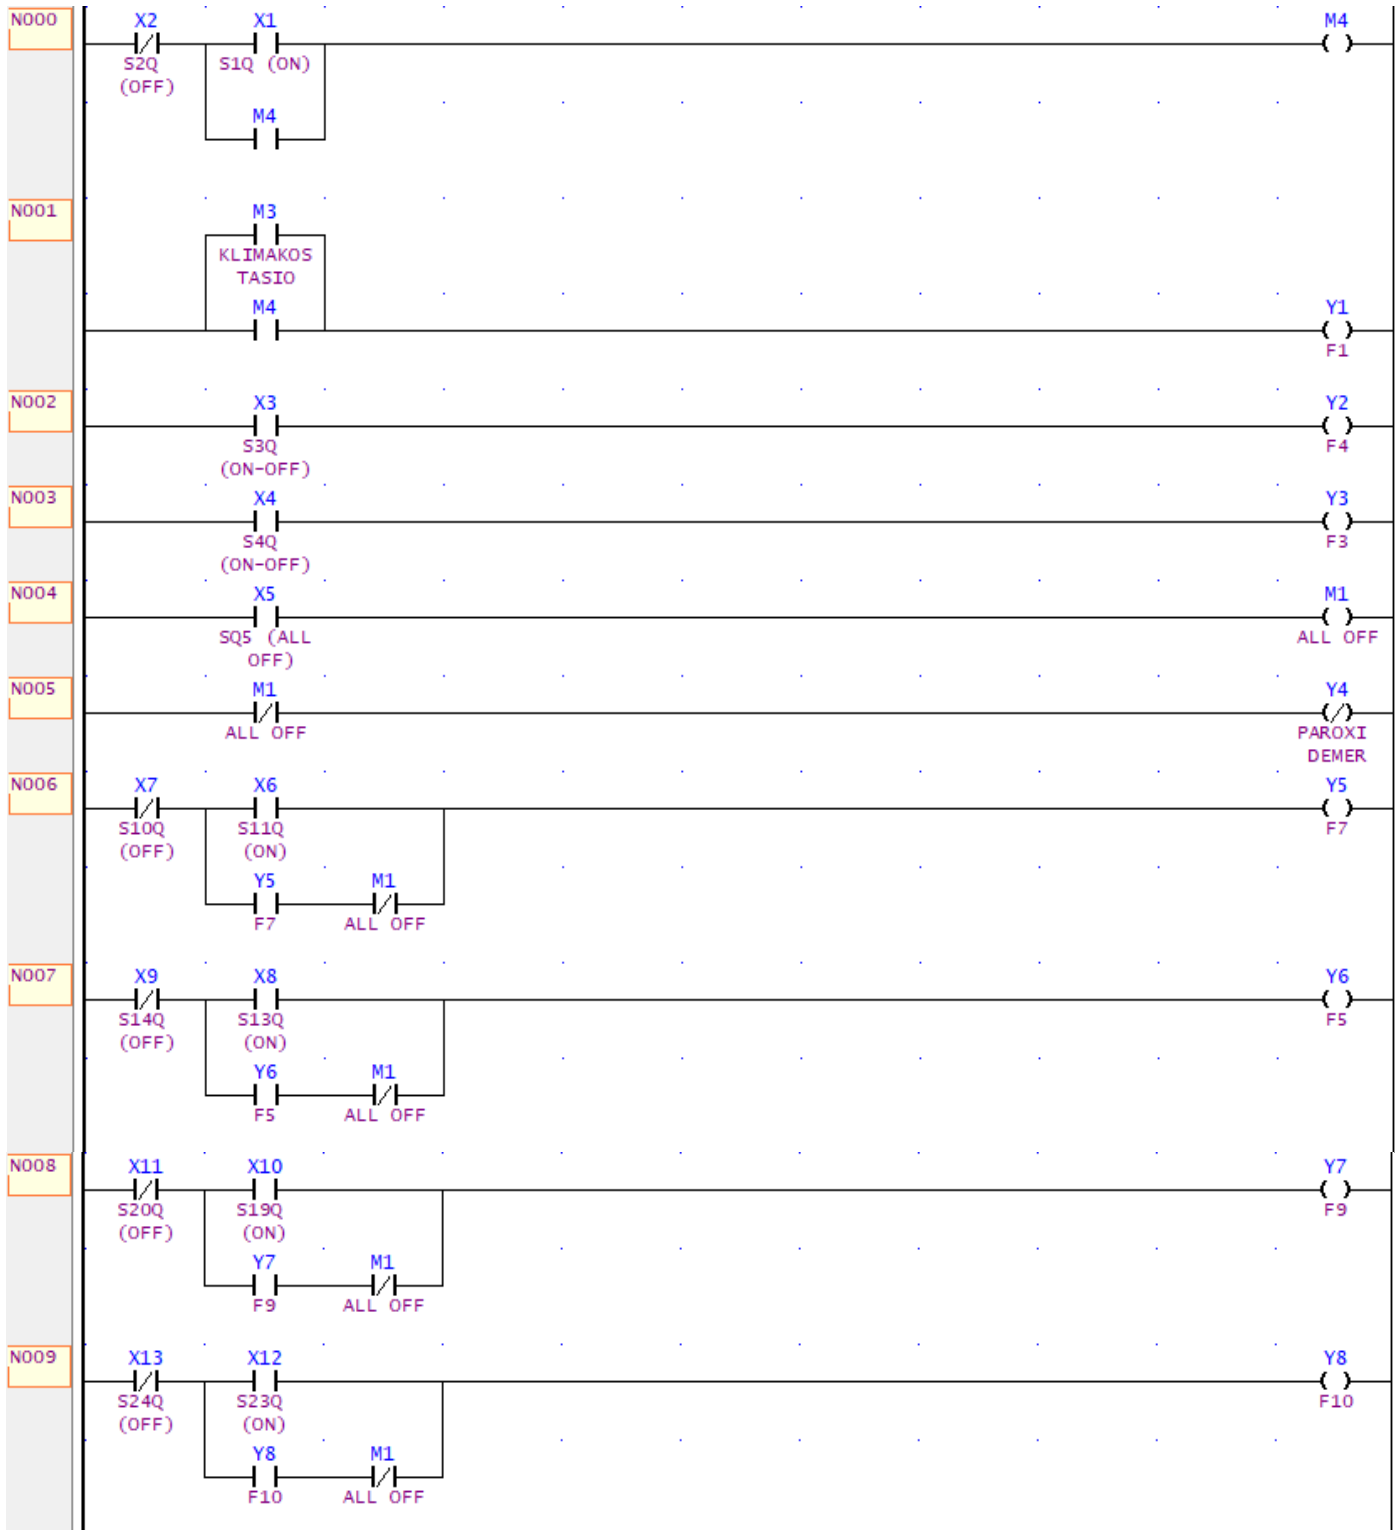 N000 X2 X1 M4
S2Q S1Q (ON)
(OFF)
M4
N001 M3
KLIMAKOS
TASIO
M4 Y1
F1
N002 X3 Y2
S3Q F4
(ON-OFF)
N003 X4 Y3
S4Q F3
(ON-OFF)
N004 X5 M1
SQ5 (ALL ALL OFF
OFF)
N005 M1 Y4
ALL OFF PAROXI
DEMER
N006 X7 X6 Y5
S10Q S11Q F7
(OFF) (ON)
Y5 M1
F7 ALL OFF
N007 X9 X8 Y6
S14Q S13Q F5
(OFF) (ON)
Y6 M1
F5 ALL OFF
N008 X11 X10 Y7
S20Q S19Q F9
(OFF) (ON)
Y7 M1
F9 ALL OFF
N009 X13 X12 Y8
S24Q S23Q F10
(OFF) (ON)
Y8 M1
F10 ALL OFF